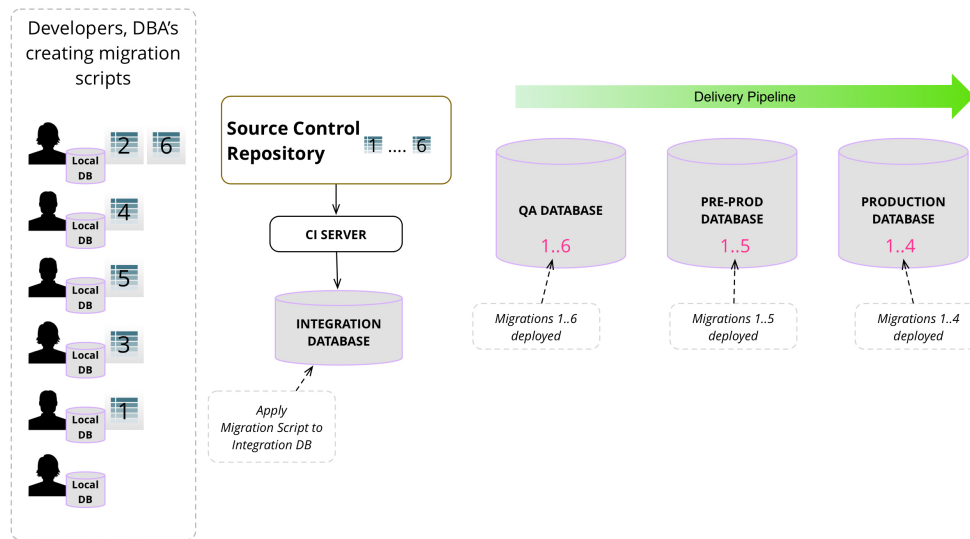 Developers, DBA's
creating migration
scripts
Local
DB
2
6
Local
DB
4
Local
DB
5
Local
DB
3
Local
DB
1
Local
DB
Source Control
Repository
1 .... 6
CI SERVER
INTEGRATION
DATABASE
Apply
Migration Script to
Integration DB
Delivery Pipeline
QA DATABASE
1..6
Migrations 1..6
deployed
PRE-PROD
DATABASE
1..5
Migrations 1..5
deployed
PRODUCTION
DATABASE
1..4
Migrations 1..4
deployed